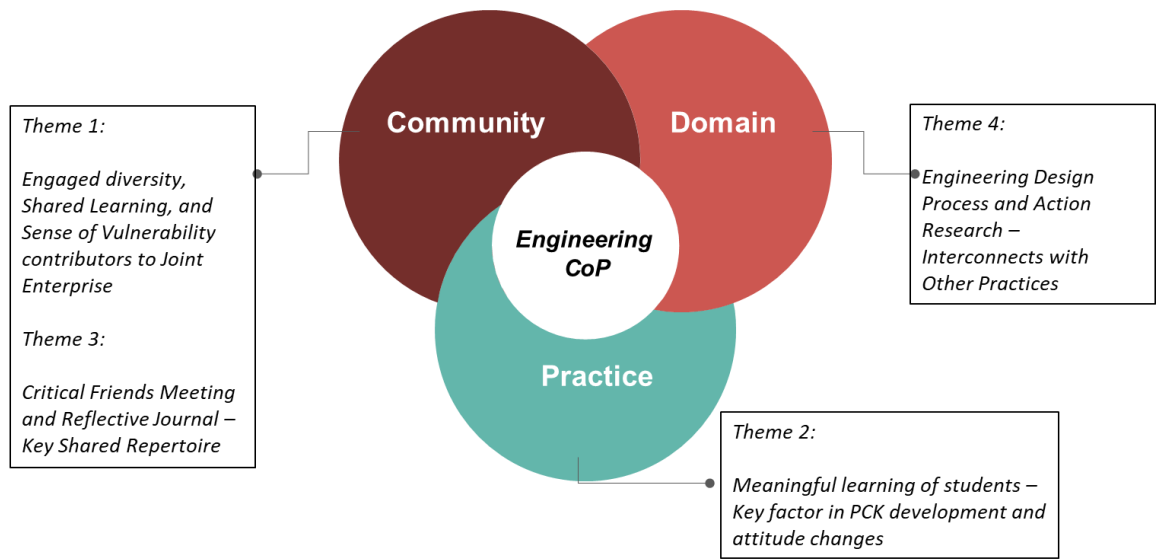 Community
Domain
Engineering
CoP
Practice
Theme 1:
Engaged diversity,
Shared Learning, and
Sense of Vulnerability
contributors to Joint
Enterprise
Theme 3:
Critical Friends Meeting
and Reflective Journal –
Key Shared Repertoire
Theme 4:
Engineering Design
Process and Action
Research –
Interconnects with
Other Practices
Theme 2:
Meaningful learning of students –
Key factor in PCK development and
attitude changes